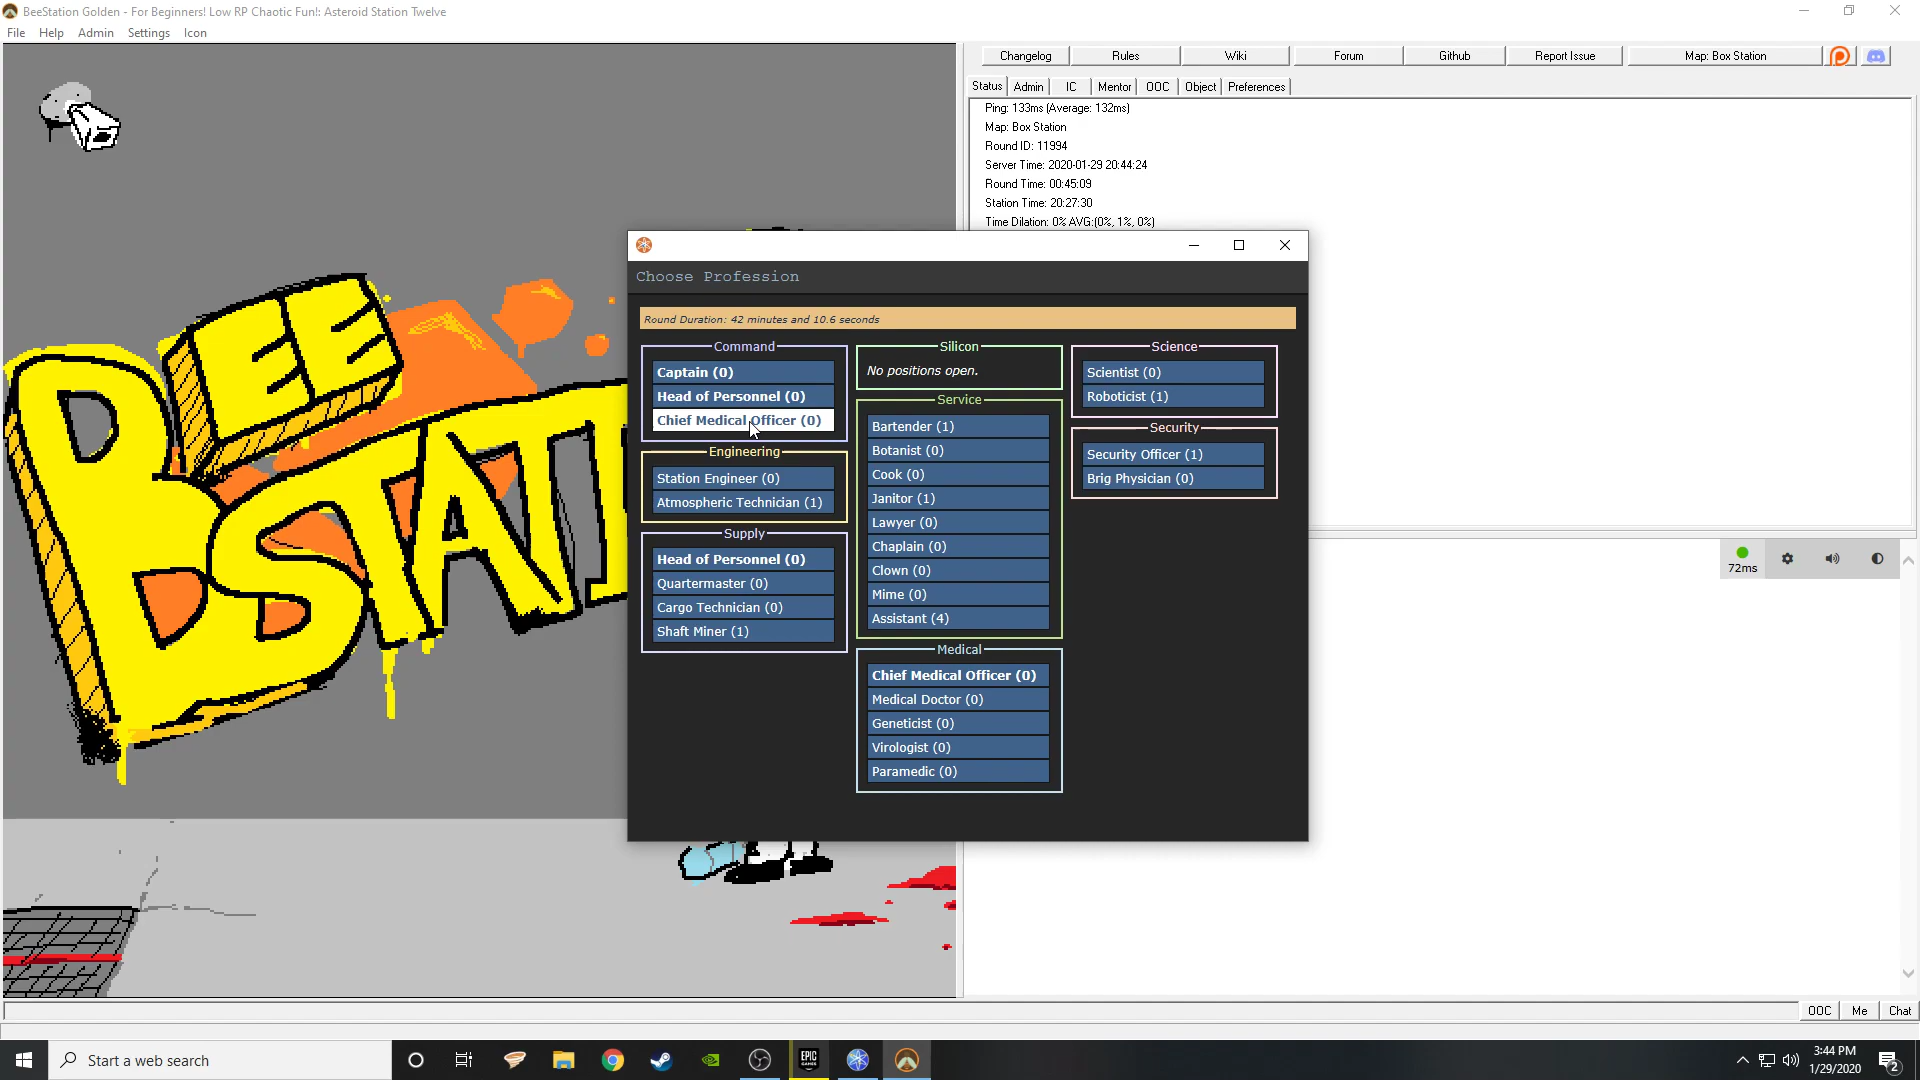 BeeStation Golden - For Beginners! Low RP Chaotic Fun!: Asteroid Station Twelve
File Help Admin Settings Icon
Changelog Rules Wiki Forum Github Report Issue Map: Box Station
Status Admin IC Mentor OOC Object Preferences
Ping: 133ms (Average: 132ms)
Map: Box Station
Round ID: 11994
Server Time: 2020-01-29 20:44:24
Round Time: 00:45:09
Station Time: 20:27:30
Time Dilation: 0% AVG:(0%, 1%, 0%)
BEE
STATI
Choose Profession
Round Duration: 42 minutes and 10.6 seconds
Command
Captain (0)
Head of Personnel (0)
Chief Medical Officer (0)
Engineering
Station Engineer (0)
Atmospheric Technician (1)
Supply
Head of Personnel (0)
Quartermaster (0)
Cargo Technician (0)
Shaft Miner (1)
Silicon
No positions open.
Service
Bartender (1)
Botanist (0)
Cook (0)
Janitor (1)
Lawyer (0)
Chaplain (0)
Clown (0)
Mime (0)
Assistant (4)
Medical
Chief Medical Officer (0)
Medical Doctor (0)
Geneticist (0)
Virologist (0)
Paramedic (0)
Science
Scientist (0)
Roboticist (1)
Security
Security Officer (1)
Brig Physician (0)
72ms
OOC Me Chat
Start a web search
EPIC GAMES
3:44 PM
1/29/2020
2